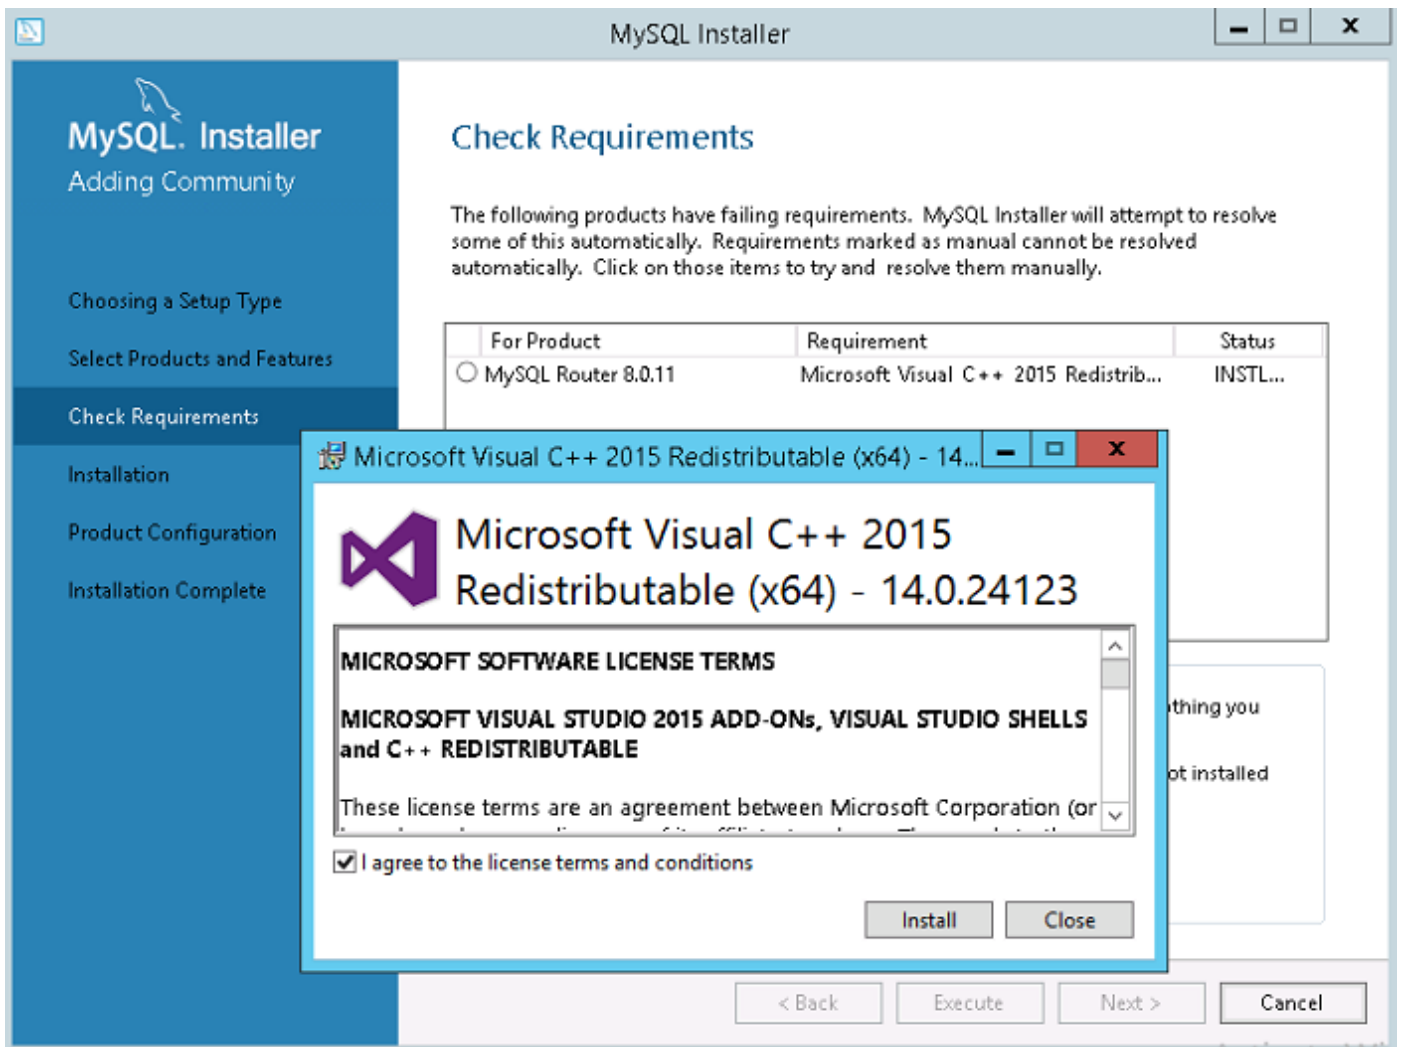 MySQL Installer
MySQL. Installer
Adding Community
Choosing a Setup Type
Select Products and Features
Check Requirements
Installation
Product Configuration
Installation Complete
Check Requirements
The following products have failing requirements. MySQL Installer will attempt to resolve
some of this automatically. Requirements marked as manual cannot be resolved
automatically. Click on those items to try and resolve them manually.
For Product Requirement Status
MySQL Router 8.0.11 Microsoft Visual C++ 2015 Redistrib... INSTL...
Microsoft Visual C++ 2015 Redistributable (x64) - 14...
Microsoft Visual C++ 2015
Redistributable (x64) - 14.0.24123
MICROSOFT SOFTWARE LICENSE TERMS
MICROSOFT VISUAL STUDIO 2015 ADD-ONs, VISUAL STUDIO SHELLS
and C++ REDISTRIBUTABLE
These license terms are an agreement between Microsoft Corporation (or
I agree to the license terms and conditions
Install Close
thing you
ot installed
< Back Execute Next > Cancel